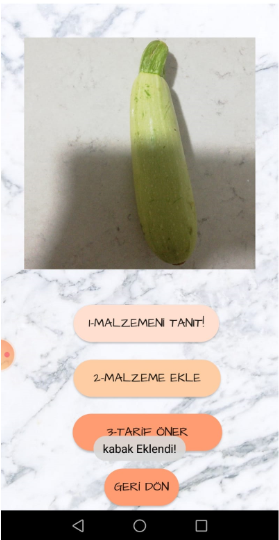 1-MALZEMENİ TANIT!
2-MALZEME EKLE
3-TARİF ÖNER
kabak Eklendi!
GERİ DÖN